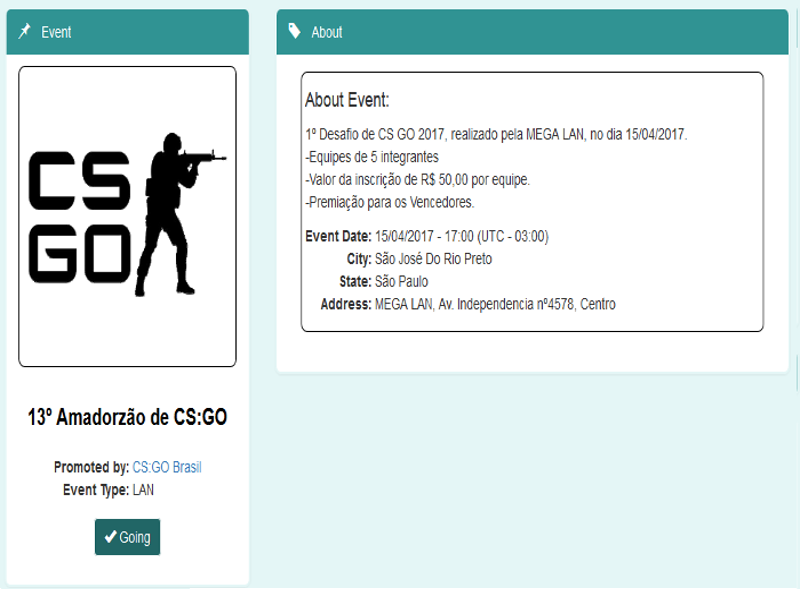 Event
CS
GO
13º Amadorzão de CS:GO
Promoted by: CS:GO Brasil
Event Type: LAN
Going
About
About Event:
1º Desafio de CS GO 2017, realizado pela MEGA LAN, no dia 15/04/2017.
-Equipes de 5 integrantes
-Valor da inscrição de R$ 50,00 por equipe.
-Premiação para os Vencedores.
Event Date: 15/04/2017 - 17:00 (UTC - 03:00)
City: São José Do Rio Preto
State: São Paulo
Address: MEGA LAN, Av. Independencia nº4578, Centro